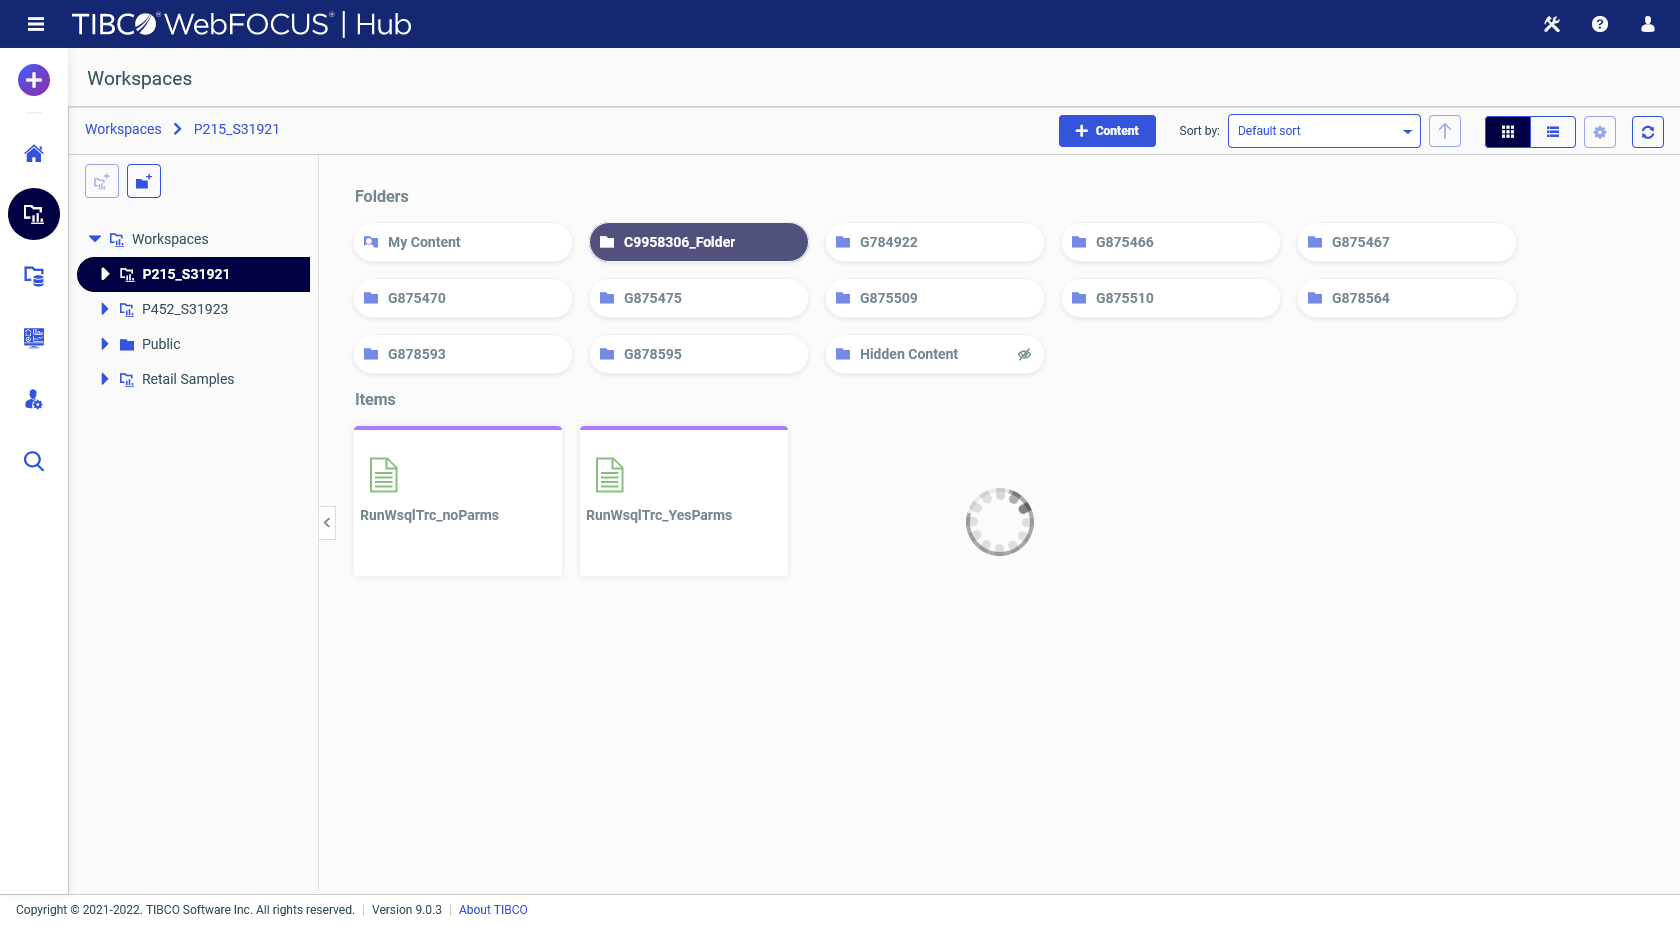 TIBCO® WebFOCUS® | Hub
Workspaces
Workspaces P215_S31921
Content Sort by: Default sort
Workspaces
P215_S31921
P452_S31923
Public
Retail Samples
Folders
My Content C9958306_Folder G784922 G875466 G875467
G875470 G875475 G875509 G875510 G878564
G878593 G878595 Hidden Content
Items
RunWsqlTrc_noParms RunWsqlTrc_YesParms
Copyright © 2021-2022. TIBCO Software Inc. All rights reserved. Version 9.0.3 About TIBCO